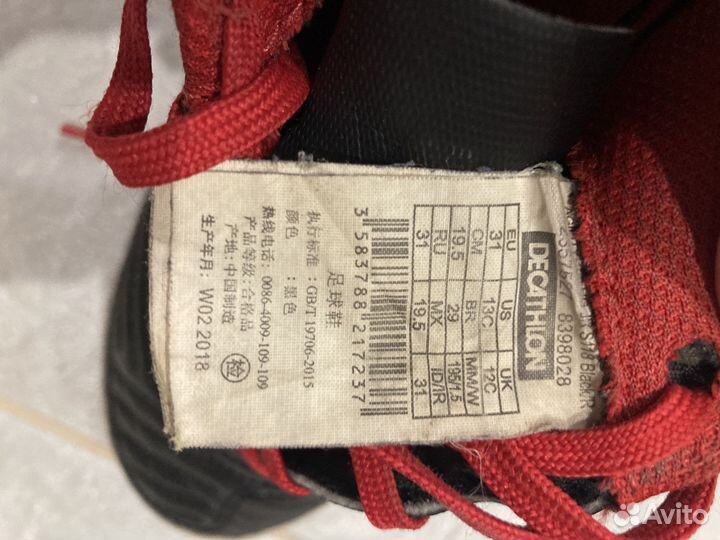 8398028
DECATHLON
EU US UK
31 13C 12C
CM BR MM/W
19.5 29 195/1.5
RU MX ID/IR
31 19.5 31
3 583788 217237
足球鞋
执行标准 : GB/T 19706-2015
颜色 : 黑色
热线电话: 0086-4009-109-109
产品等级: 合格品
产地: 中国制造 检
生产年月: W02 2018
Avito